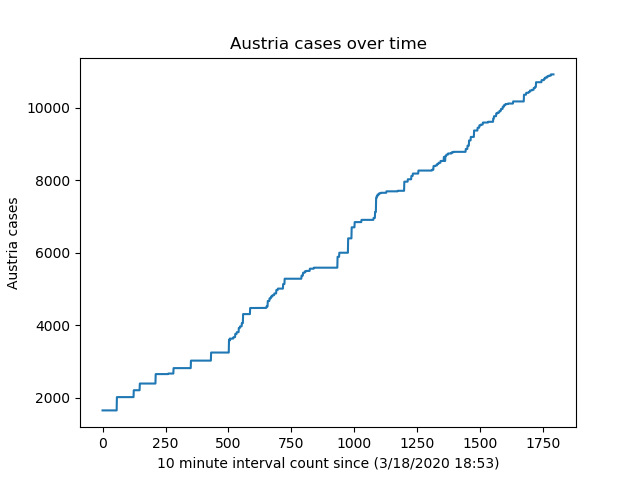 Austria cases over time
Austria cases
10000
8000
6000
4000
2000
0 250 500 750 1000 1250 1500 1750
10 minute interval count since (3/18/2020 18:53)